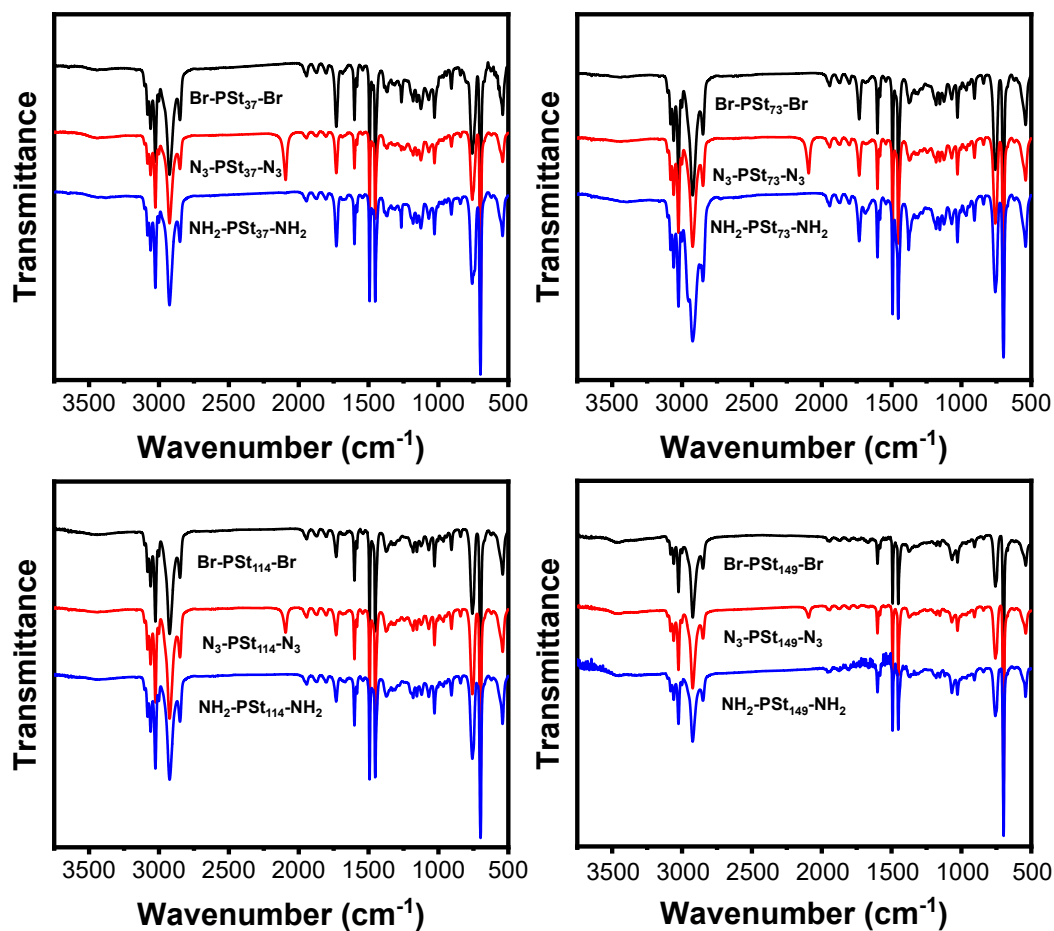 Transmittance
Br-PSt₃₇-Br
N₃-PSt₃₇-N₃
NH₂-PSt₃₇-NH₂
3500 3000 2500 2000 1500 1000 500
Wavenumber (cm⁻¹)
Transmittance
Br-PSt₇₃-Br
N₃-PSt₇₃-N₃
NH₂-PSt₇₃-NH₂
3500 3000 2500 2000 1500 1000 500
Wavenumber (cm⁻¹)
Transmittance
Br-PSt₁₁₄-Br
N₃-PSt₁₁₄-N₃
NH₂-PSt₁₁₄-NH₂
3500 3000 2500 2000 1500 1000 500
Wavenumber (cm⁻¹)
Transmittance
Br-PSt₁₄₉-Br
N₃-PSt₁₄₉-N₃
NH₂-PSt₁₄₉-NH₂
3500 3000 2500 2000 1500 1000 500
Wavenumber (cm⁻¹)